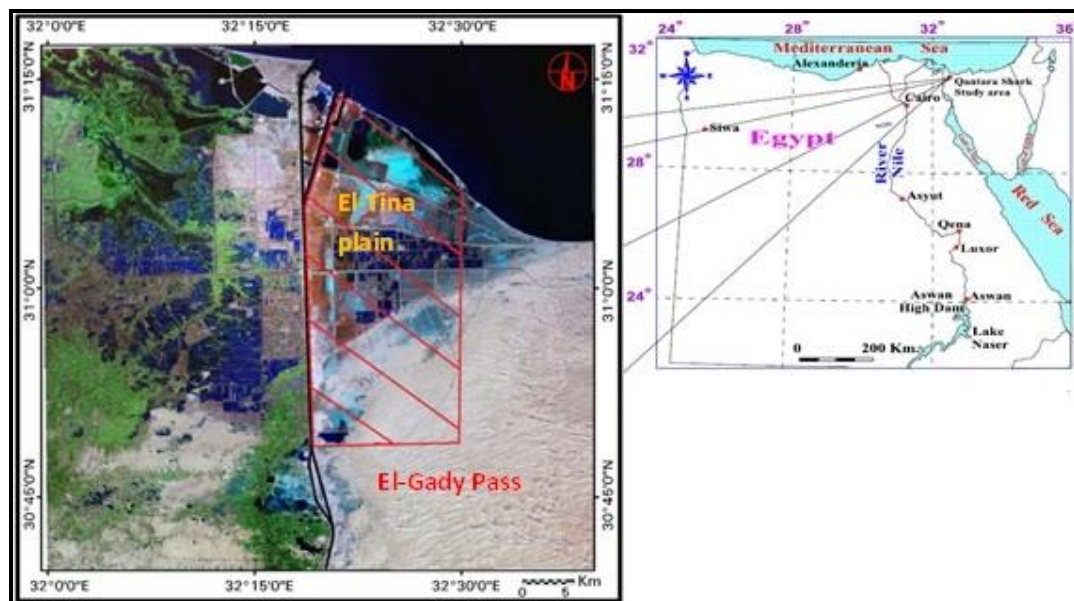 32°0'0"E
32°15'0"E
32°30'0"E
31°15'0"N
31°0'0"N
30°45'0"N
N
El-Tina
plain
El-Gady Pass
31°15'0"N
31°0'0"N
30°45'0"N
32°0'0"E
32°15'0"E
32°30'0"E
Km
0 5
24°
28°
32°
36
32°
28°
24°
Mediterranean Sea
Alexanderia
Qantara Shark
Study area
Cairo
Siwa
Egypt
River
Nile
Red Sea
Asyut
Qena
Luxor
Aswan
High Dam
Aswan
Lake
Naser
0 200 Km.